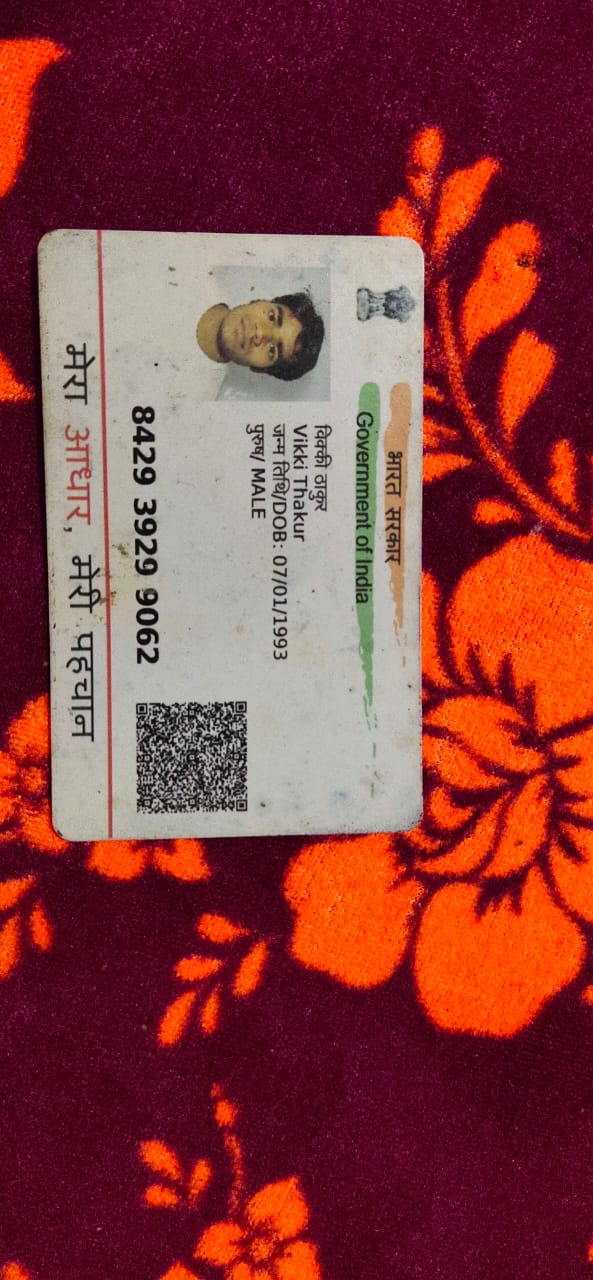 भारत सरकार
Government of India
विक्की ठाकुर
Vikki Thakur
जन्म तिथि/DOB: 07/01/1993
पुरुष/ MALE
8429 3929 9062
मेरा आधार, मेरी पहचान